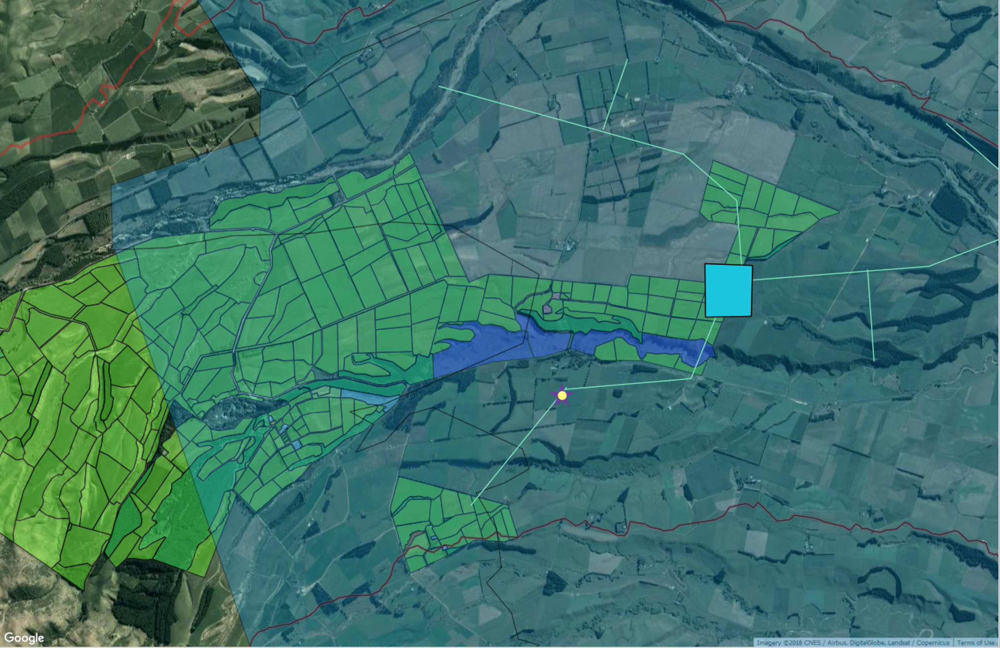 Google
Imagery ©2018 CNES / Airbus, DigitalGlobe, Landsat / Copernicus | Terms of Use